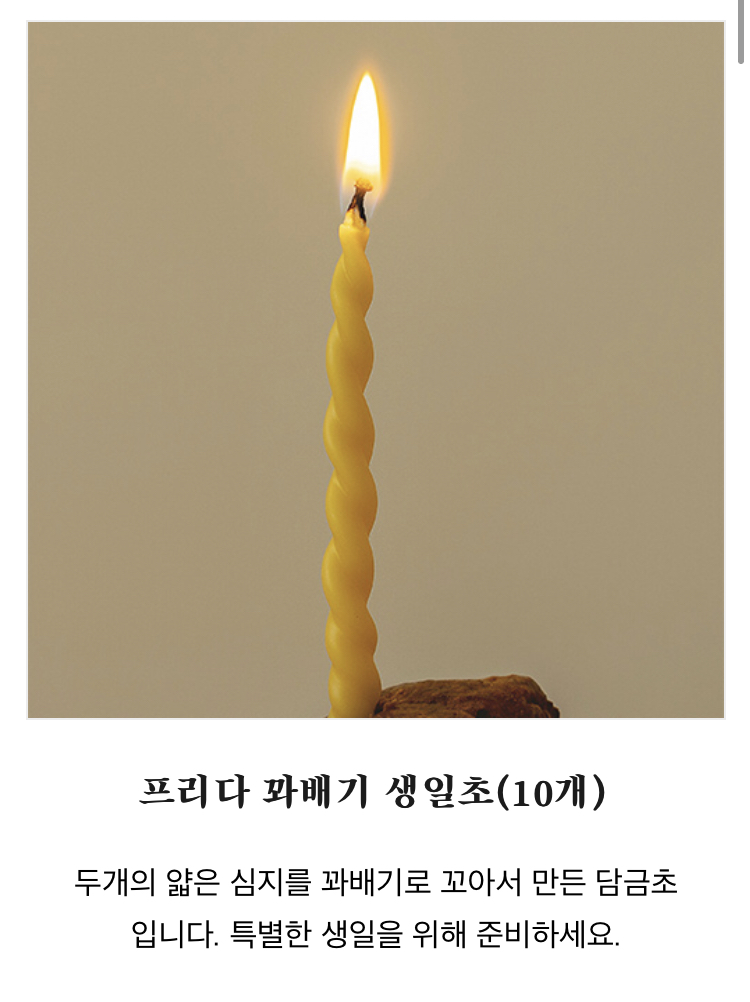 프리다 꽈배기 생일초(10개)
두개의 얇은 심지를 꽈배기로 꼬아서 만든 담금초
입니다. 특별한 생일을 위해 준비하세요.